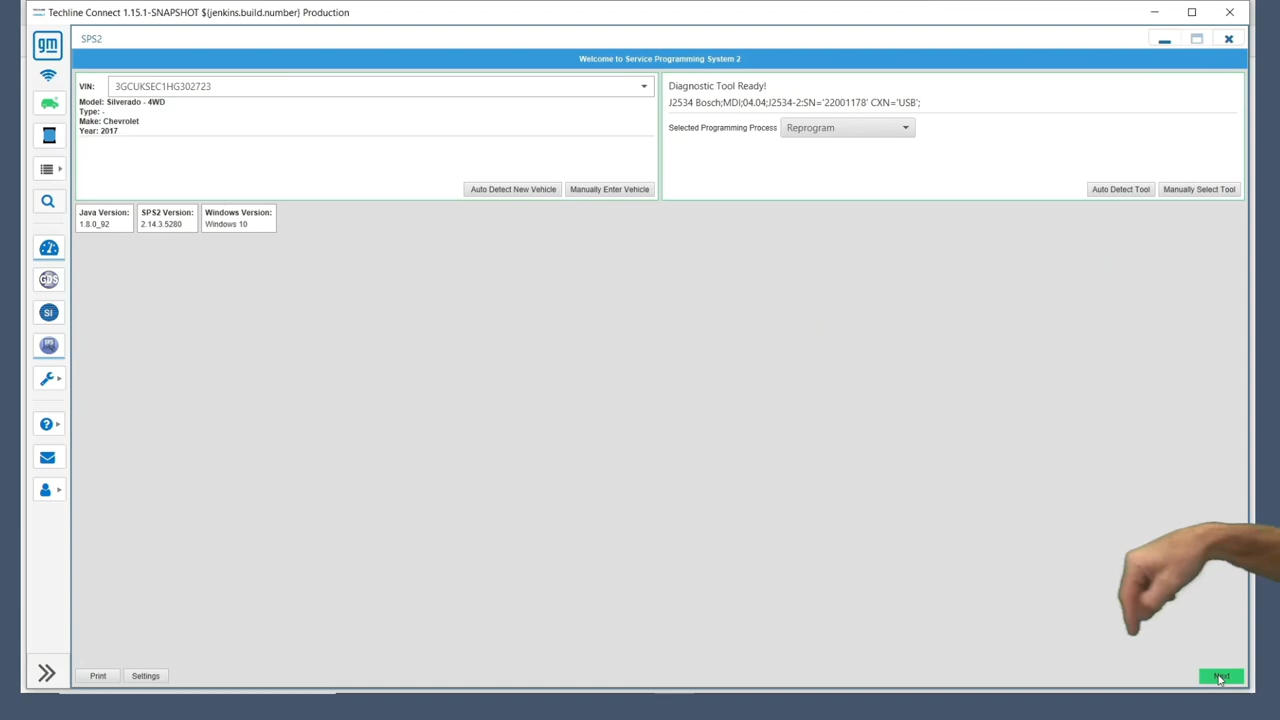 Techline Connect 1.15.1-SNAPSHOT ${jenkins.build.number} Production
gm
SPS2
Welcome to Service Programming System 2
VIN: 3GCUKSEC1HG302723
Model: Silverado - 4WD
Type: -
Make: Chevrolet
Year: 2017
Auto Detect New Vehicle Manually Enter Vehicle
Diagnostic Tool Ready!
J2534 Bosch;MDI;04.04;J2534-2:SN='22001178' CXN='USB';
Selected Programming Process Reprogram
Auto Detect Tool Manually Select Tool
Java Version: SPS2 Version: Windows Version:
1.8.0_92 2.14.3.5280 Windows 10
GDS
Si
SPS
Print Settings
Next